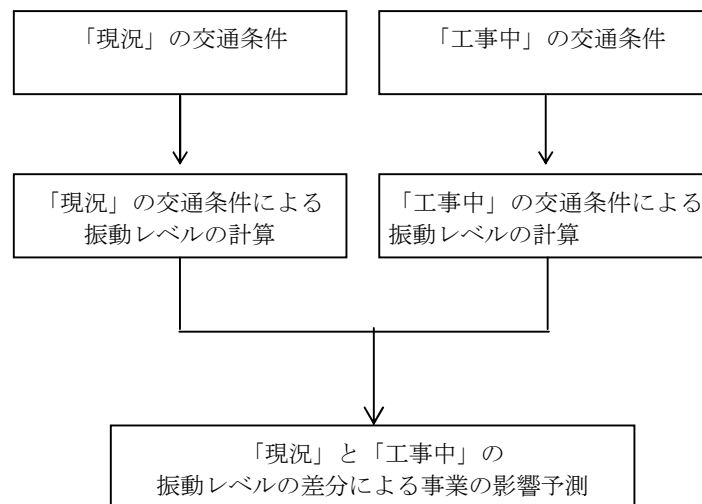 「現況」の交通条件
「工事中」の交通条件
「現況」の交通条件による
振動レベルの計算
「工事中」の交通条件による
振動レベルの計算
「現況」と「工事中」の
振動レベルの差分による事業の影響予測